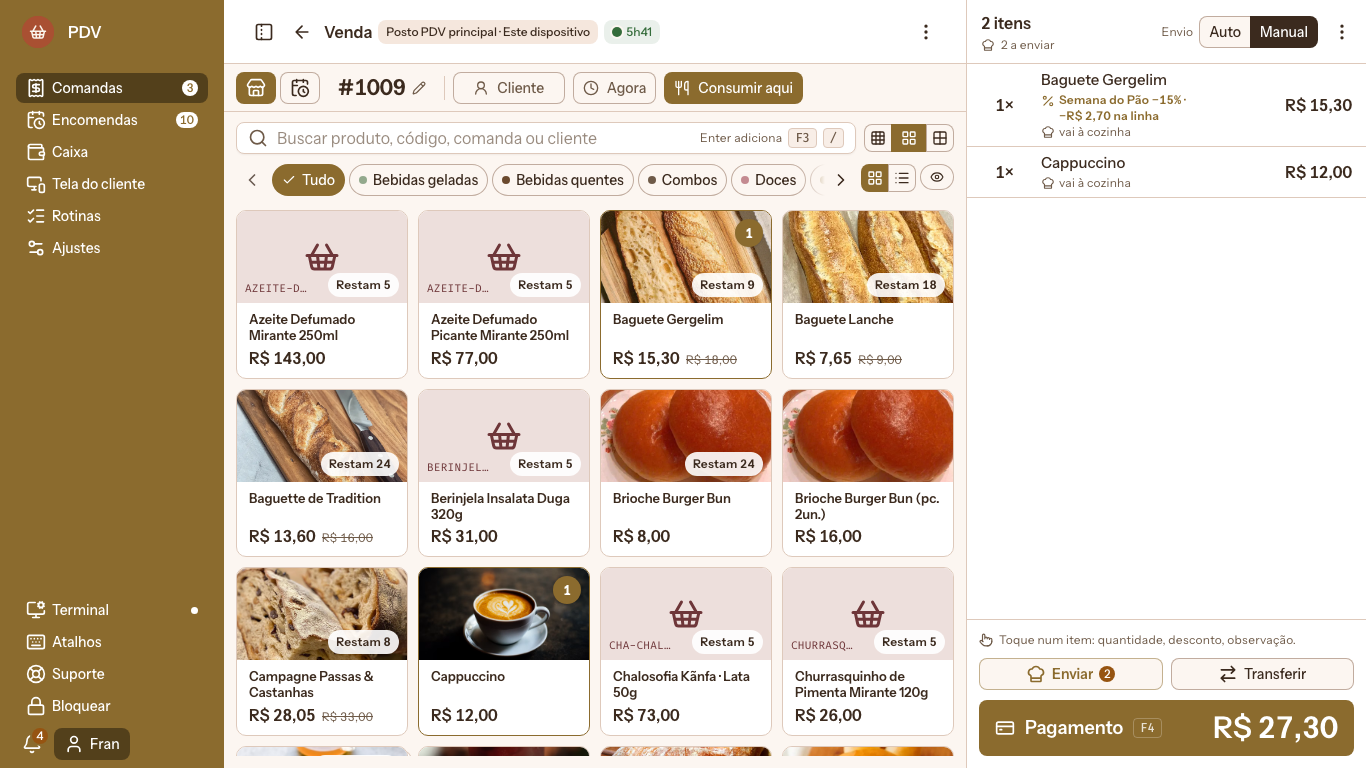 PDV
Comandas 3
Encomendas 10
Caixa
Tela do cliente
Rotinas
Ajustes
Terminal
Atalhos
Suporte
Bloquear
4 Fran
Venda Posto PDV principal · Este dispositivo 5h41
#1009 Cliente Agora Consumir aqui
Buscar produto, código, comanda ou cliente Enter adiciona F3 /
Tudo Bebidas geladas Bebidas quentes Combos Doces
AZEITE-D… Restam 5
Azeite Defumado
Mirante 250ml
R$ 143,00
AZEITE-D… Restam 5
Azeite Defumado
Picante Mirante 250ml
R$ 77,00
1
Restam 9
Baguete Gergelim
R$ 15,30 R$ 18,00
Restam 18
Baguete Lanche
R$ 7,65 R$ 9,00
Restam 24
Baguette de Tradition
R$ 13,60 R$ 16,00
BERINJEL… Restam 5
Berinjela Insalata Duga
320g
R$ 31,00
Restam 24
Brioche Burger Bun
R$ 8,00
Brioche Burger Bun (pc.
2un.)
R$ 16,00
Restam 8
Campagne Passas &
Castanhas
R$ 28,05 R$ 33,00
1
Cappuccino
R$ 12,00
CHA-CHAL… Restam 5
Chalosofia Kãnfa · Lata
50g
R$ 73,00
CHURRASQ… Restam 5
Churrasquinho de
Pimenta Mirante 120g
R$ 26,00
2 itens
2 a enviar
Envio Auto Manual
1× Baguete Gergelim R$ 15,30
Semana do Pão −15% ·
−R$ 2,70 na linha
vai à cozinha
1× Cappuccino R$ 12,00
vai à cozinha
Toque num item: quantidade, desconto, observação.
Enviar 2 Transferir
Pagamento F4 R$ 27,30